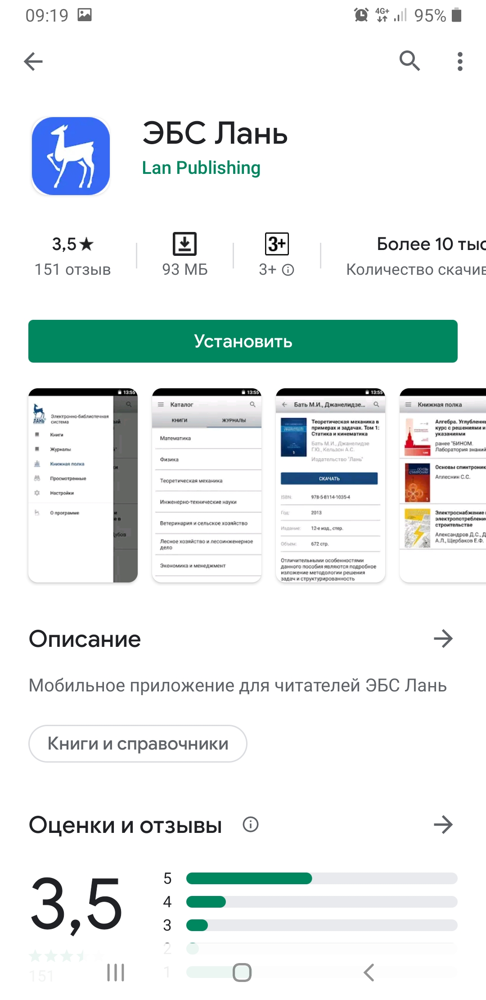 09:19
4G+
95%
ЭБС Лань
Lan Publishing
3,5★
151 отзыв
93 МБ
3+
3+
Более 10 тыс
Количество скачив
Установить
13:55
ЛАНЬ
Электронно-библиотечная
система
Книги
Журналы
Книжная полка
Просмотренные
Настройки
О программе
13:55
Каталог
КНИГИ
ЖУРНАЛЫ
Математика
Физика
Теоретическая механика
Инженерно-технические науки
Ветеринария и сельское хозяйство
Лесное хозяйство и лесоинженерное
дело
Экономика и менеджмент
13:55
Бать М.И., Джанелидзе...
Теоретическая механика в
примерах и задачах. Том 1:
Статика и кинематика
Бать М.И., Джанелидзе
Г.Ю., Кельзон А.С.
Издательство "Лань"
СКАЧАТЬ
ISBN: 978-5-8114-1035-4
Год: 2013
Издание: 12-е изд., стер.
Объем: 672 стр.
Отличительными особенностями
данного пособия являются подробное
изложение методологии решения
задач и структурированность
Книжная полка
Алгебра. Углубленны
курс с решениями и
указаниями
ранее "БИНОМ.
Лаборатория знаний
ОСНОВЫ
СПИНТРОНИКИ
Основы спинтроник
Аплеснин С.С.
Электроснабжение
электропотребление
строительстве
Александров Д.С., Д
А.Л., Щербаков Е.Ф.
Описание
Мобильное приложение для читателей ЭБС Лань
Книги и справочники
Оценки и отзывы
3,5
5
4
3
2
1
151